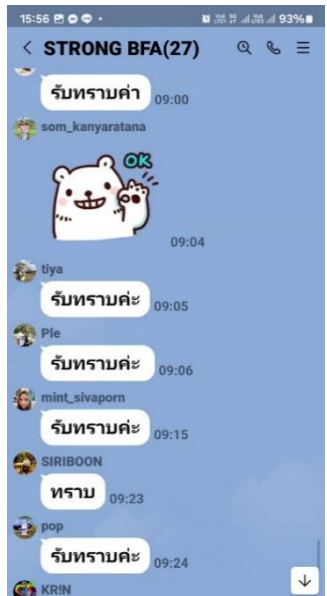 15:56
93%
STRONG BFA(27)
รับทราบค่า
09:00
som_kanyaratana
OK
09:04
tiya
รับทราบค่ะ
09:05
Ple
รับทราบค่ะ
09:06
mint_sivaporn
รับทราบค่ะ
09:15
SIRIBOON
ทราบ
09:23
pop
รับทราบค่ะ
09:24
KR!N